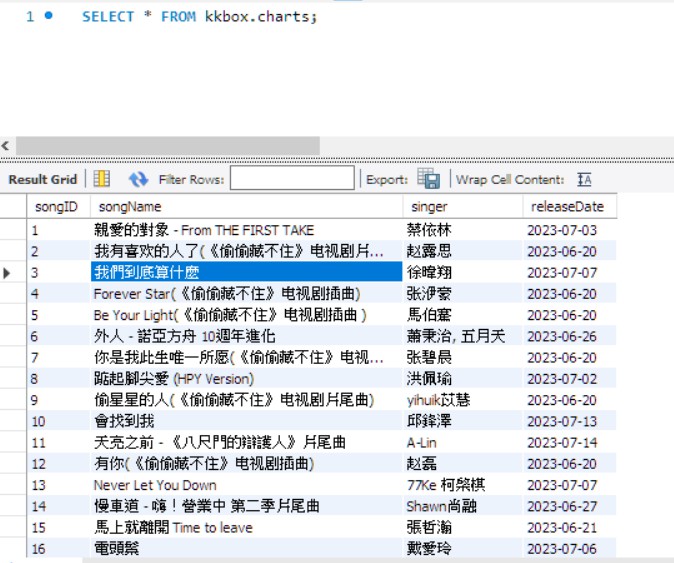 1 SELECT * FROM kkbox.charts;
Result Grid Filter Rows: Export: Wrap Cell Content:
songID songName singer releaseDate
1 親愛的對象 - From THE FIRST TAKE 蔡依林 2023-07-03
2 我有喜欢的人了(《偷偷藏不住》电视剧片... 赵露思 2023-06-20
3 我們到底算什麼 徐暐翔 2023-07-07
4 Forever Star(《偷偷藏不住》电视剧插曲) 张洢豪 2023-06-20
5 Be Your Light(《偷偷藏不住》电视剧插曲 ) 馬伯騫 2023-06-20
6 外人 - 諾亞方舟 10週年進化 蕭秉治, 五月天 2023-06-26
7 你是我此生唯一所愿(《偷偷藏不住》电视... 张碧晨 2023-06-20
8 踮起腳尖愛 (HPY Version) 洪佩瑜 2023-07-02
9 偷星星的人(《偷偷藏不住》电视剧片尾曲) yihuik苡慧 2023-06-20
10 會找到我 邱鋒澤 2023-07-13
11 天亮之前 - 《八尺門的辯護人》片尾曲 A-Lin 2023-07-14
12 有你(《偷偷藏不住》电视剧插曲) 赵磊 2023-06-20
13 Never Let You Down 77Ke 柯棨棋 2023-07-07
14 慢車道 - 嗨！營業中 第二季片尾曲 Shawn尚融 2023-06-27
15 馬上就離開 Time to leave 張哲瀚 2023-06-21
16 電頭鬆 戴愛玲 2023-07-06